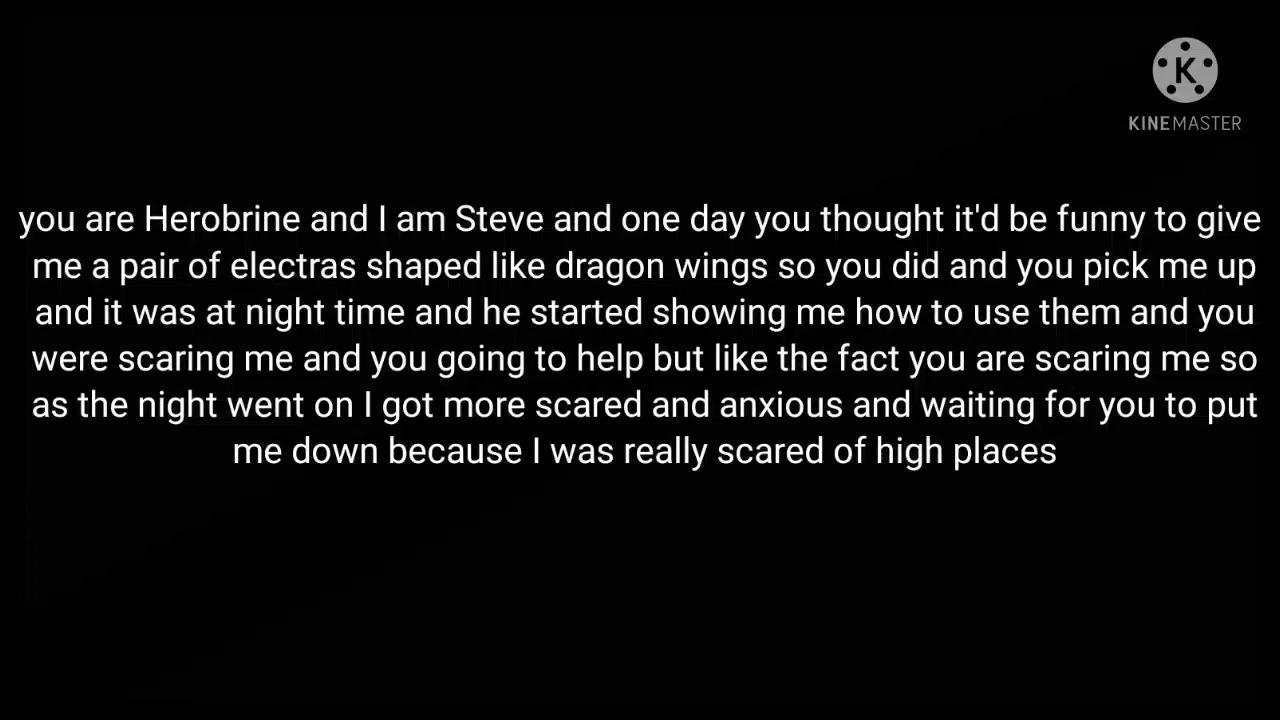 K
KINEMASTER
you are Herobrine and I am Steve and one day you thought it'd be funny to give
me a pair of electras shaped like dragon wings so you did and you pick me up
and it was at night time and he started showing me how to use them and you
were scaring me and you going to help but like the fact you are scaring me so
as the night went on I got more scared and anxious and waiting for you to put
me down because I was really scared of high places